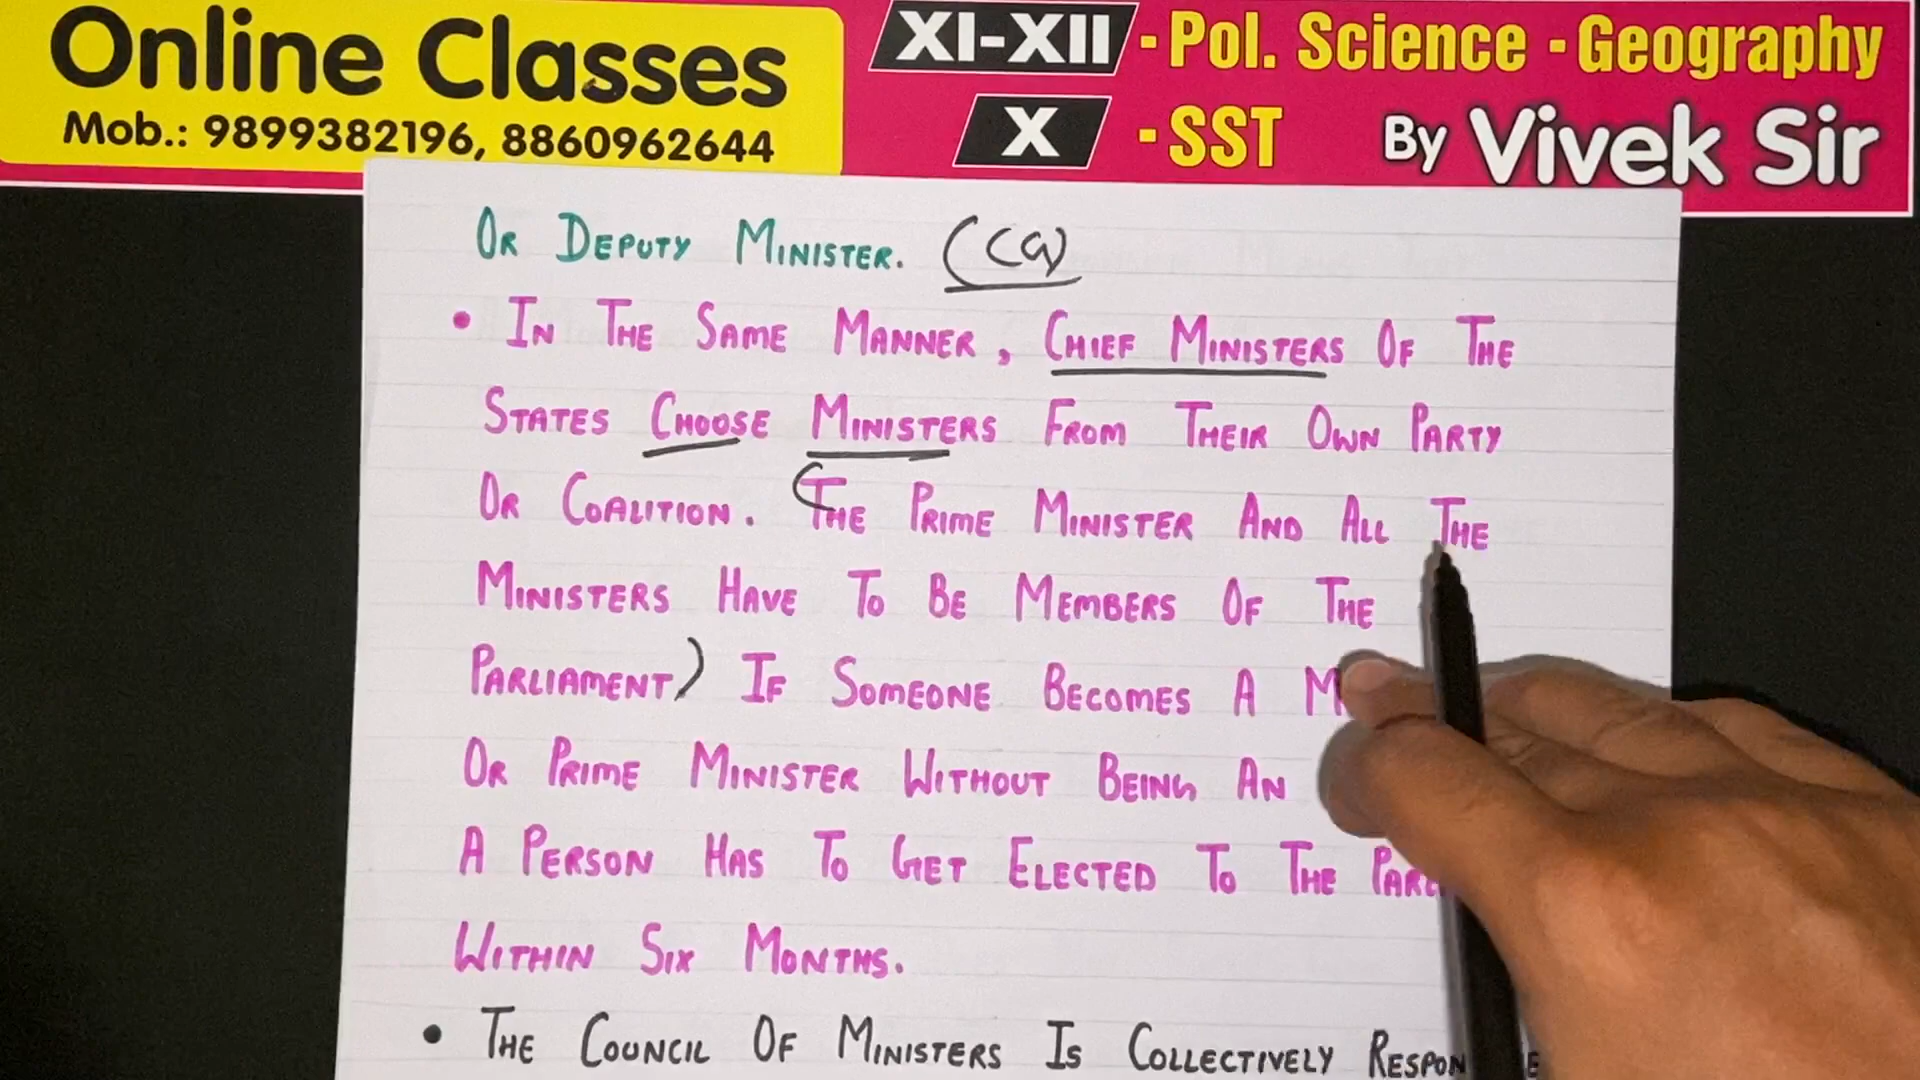 Online Classes
Mob.: 9899382196, 8860962644
XI-XII - Pol. Science - Geography
X - SST
By Vivek Sir
OR DEPUTY MINISTER.
• IN THE SAME MANNER, CHIEF MINISTERS OF THE
STATES CHOOSE MINISTERS FROM THEIR OWN PARTY
OR COALITION. (THE PRIME MINISTER AND ALL THE
MINISTERS HAVE TO BE MEMBERS OF THE
PARLIAMENT) IF SOMEONE BECOMES A
OR PRIME MINISTER WITHOUT BEING AN
A PERSON HAS TO GET ELECTED TO THE
WITHIN SIX MONTHS.
• THE COUNCIL OF MINISTERS IS COLLECTIVELY